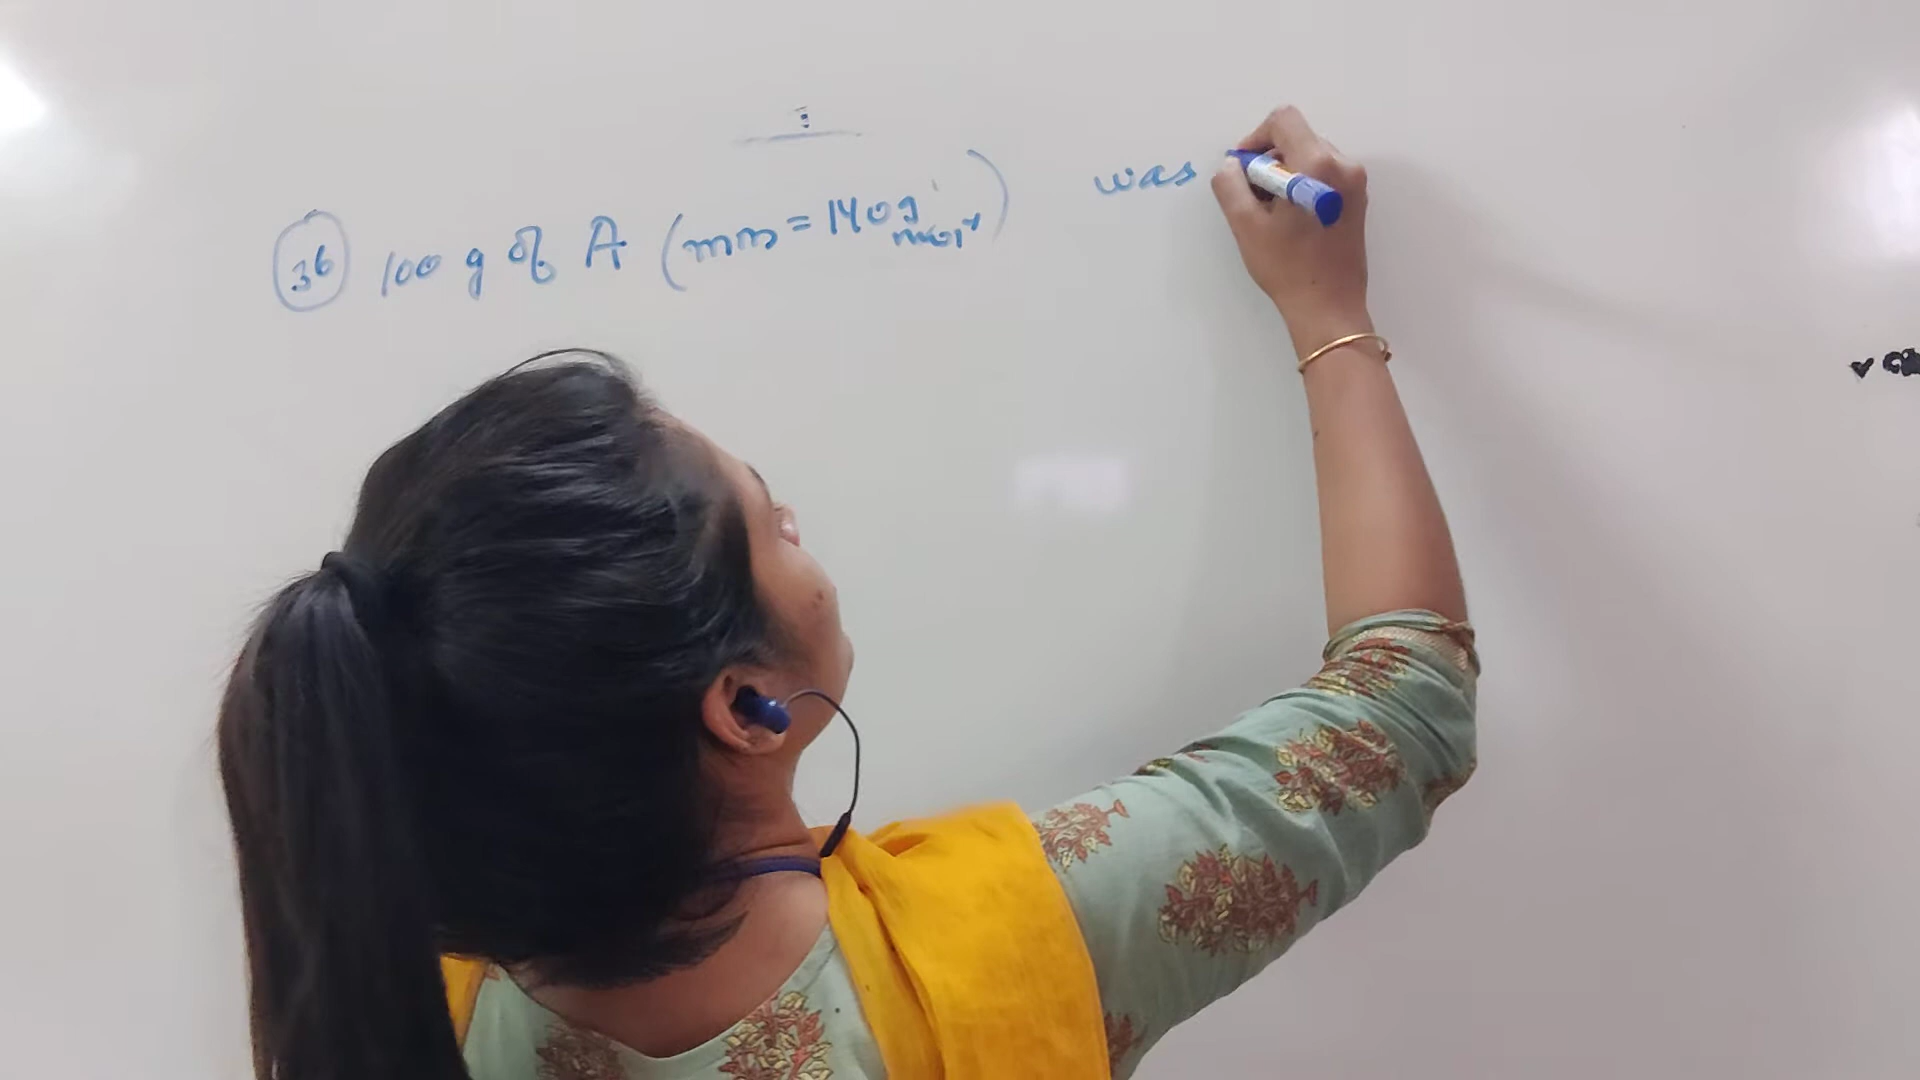 36 100 g of A (mm = 140 g mol⁻¹) was